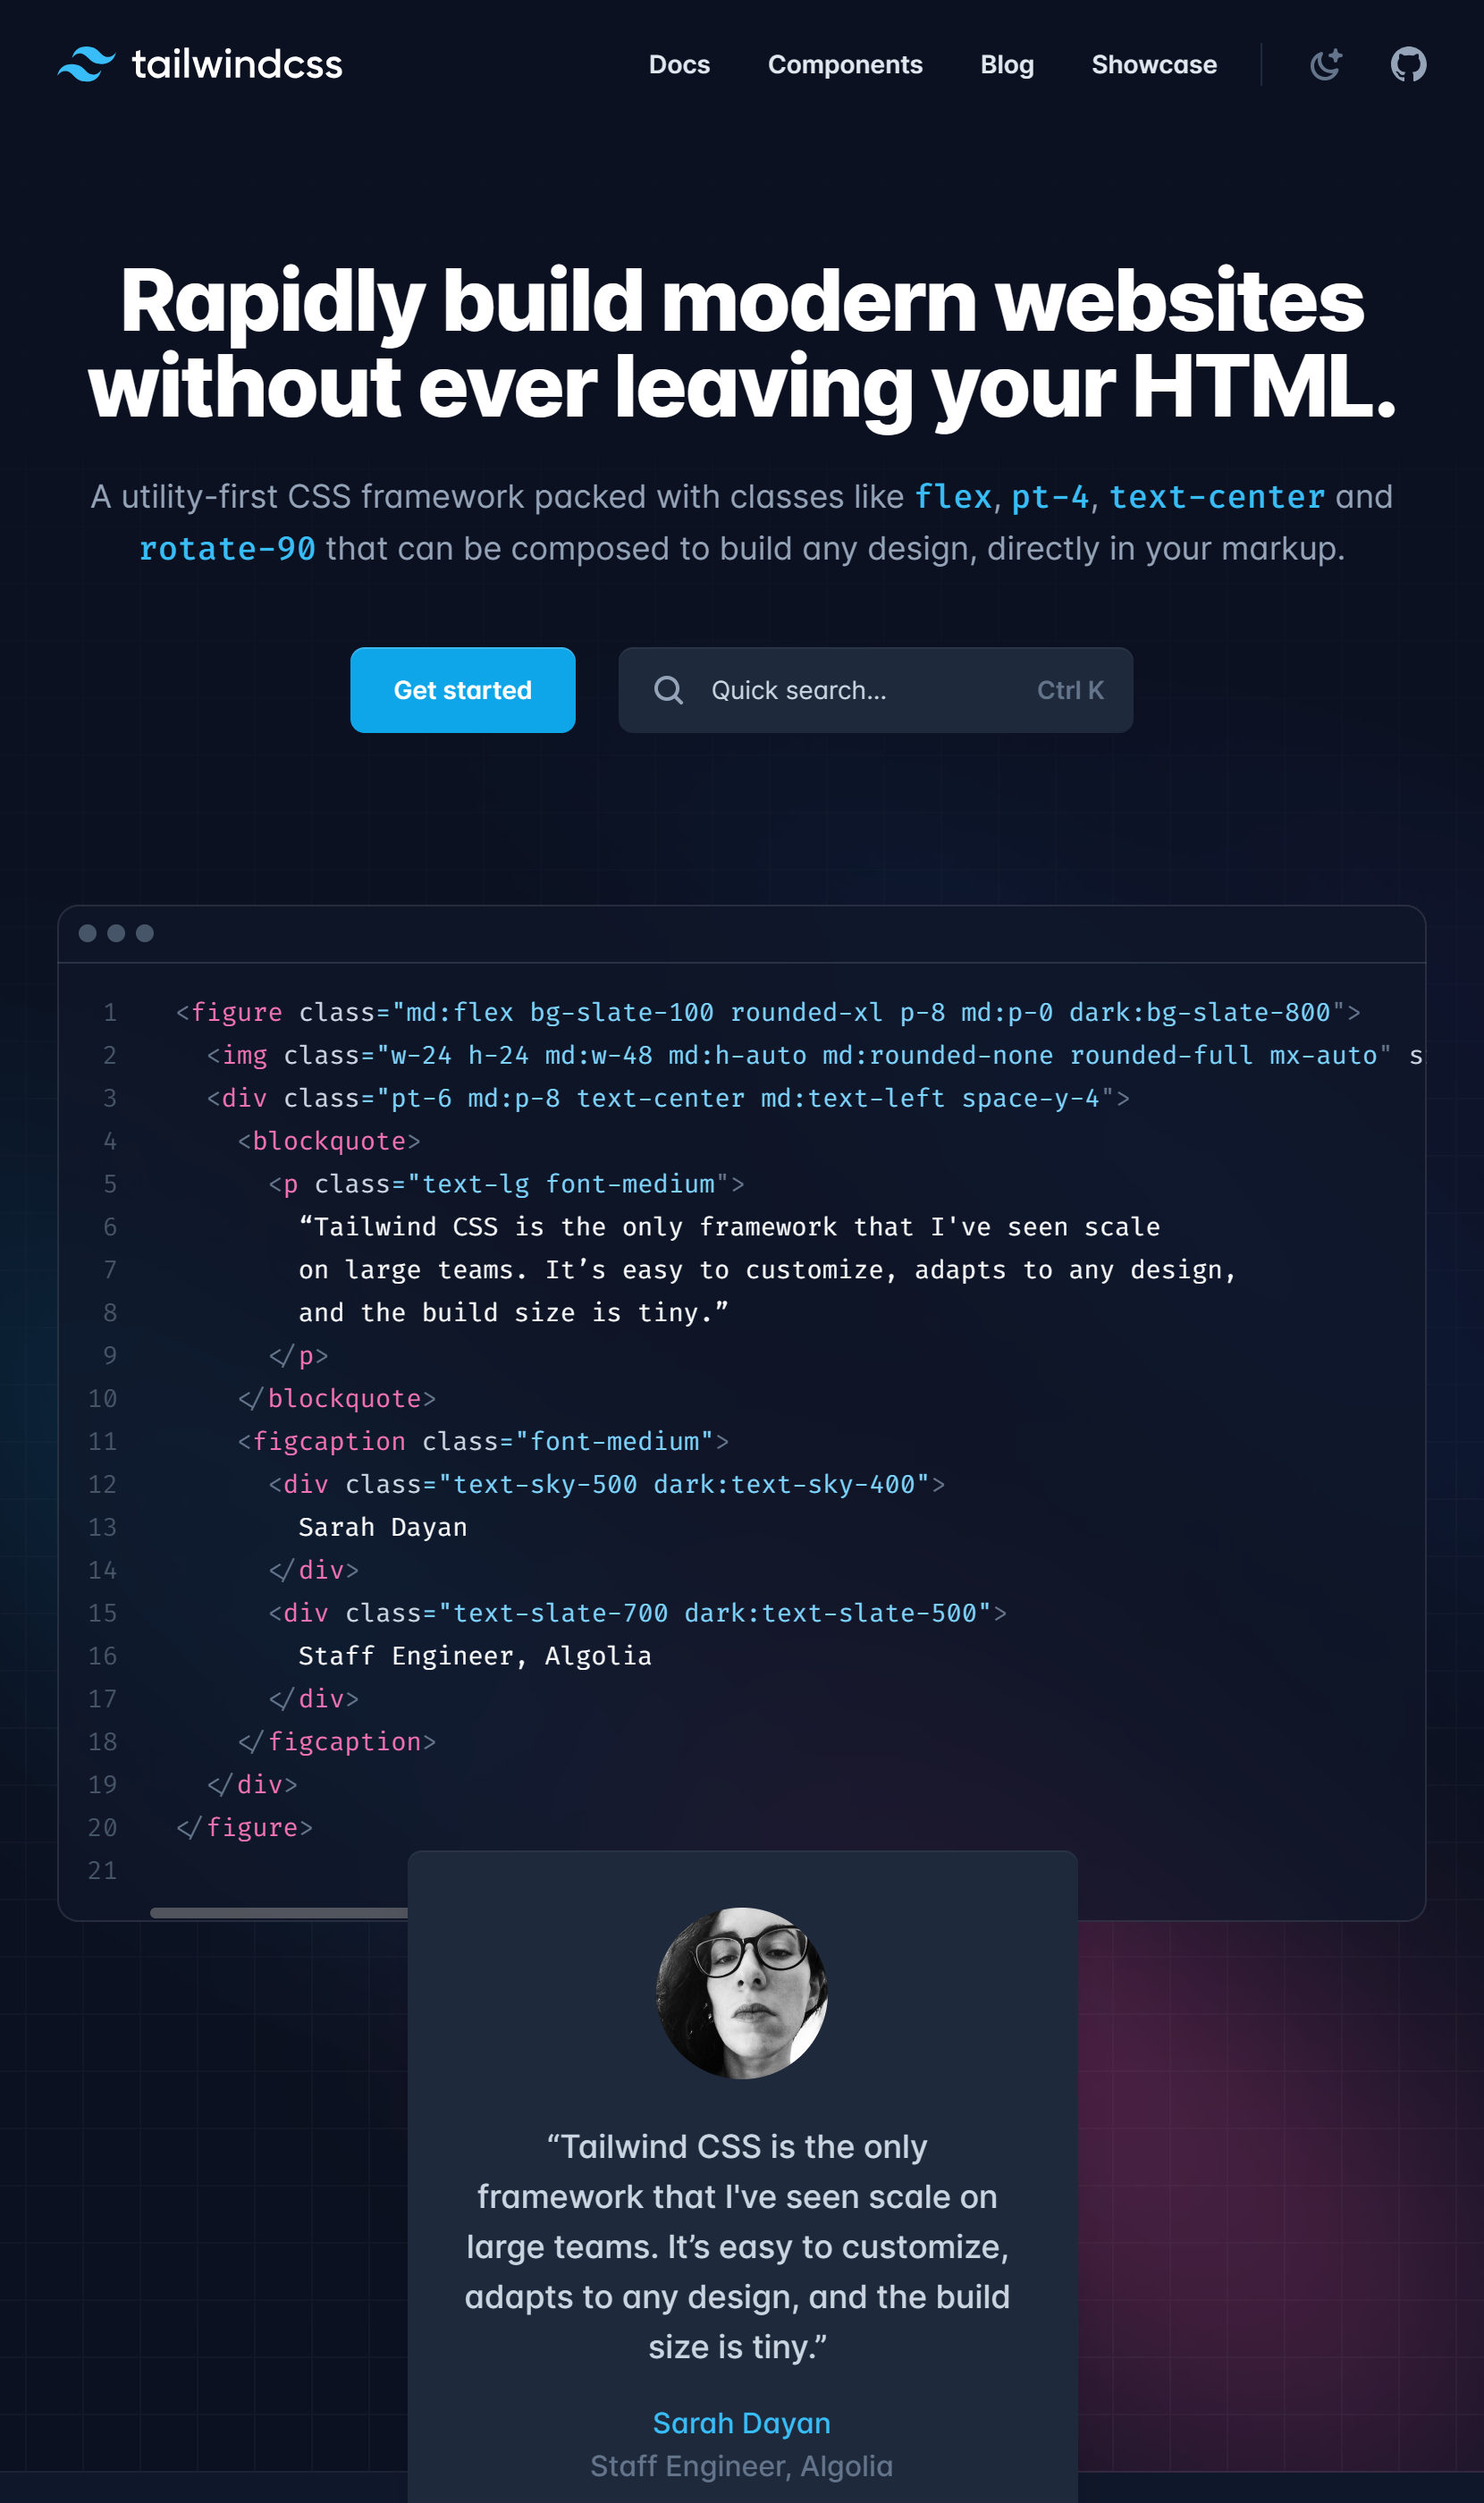 tailwindcss
Docs Components Blog Showcase
Rapidly build modern websites
without ever leaving your HTML.
A utility-first CSS framework packed with classes like flex, pt-4, text-center and
rotate-90 that can be composed to build any design, directly in your markup.
Get started
Quick search... Ctrl K
1 <figure class="md:flex bg-slate-100 rounded-xl p-8 md:p-0 dark:bg-slate-800">
2 <img class="w-24 h-24 md:w-48 md:h-auto md:rounded-none rounded-full mx-auto" s
3 <div class="pt-6 md:p-8 text-center md:text-left space-y-4">
4 <blockquote>
5 <p class="text-lg font-medium">
6 “Tailwind CSS is the only framework that I've seen scale
7 on large teams. It’s easy to customize, adapts to any design,
8 and the build size is tiny.”
9 </p>
10 </blockquote>
11 <figcaption class="font-medium">
12 <div class="text-sky-500 dark:text-sky-400">
13 Sarah Dayan
14 </div>
15 <div class="text-slate-700 dark:text-slate-500">
16 Staff Engineer, Algolia
17 </div>
18 </figcaption>
19 </div>
20 </figure>
21
“Tailwind CSS is the only
framework that I've seen scale on
large teams. It’s easy to customize,
adapts to any design, and the build
size is tiny.”
Sarah Dayan
Staff Engineer, Algolia